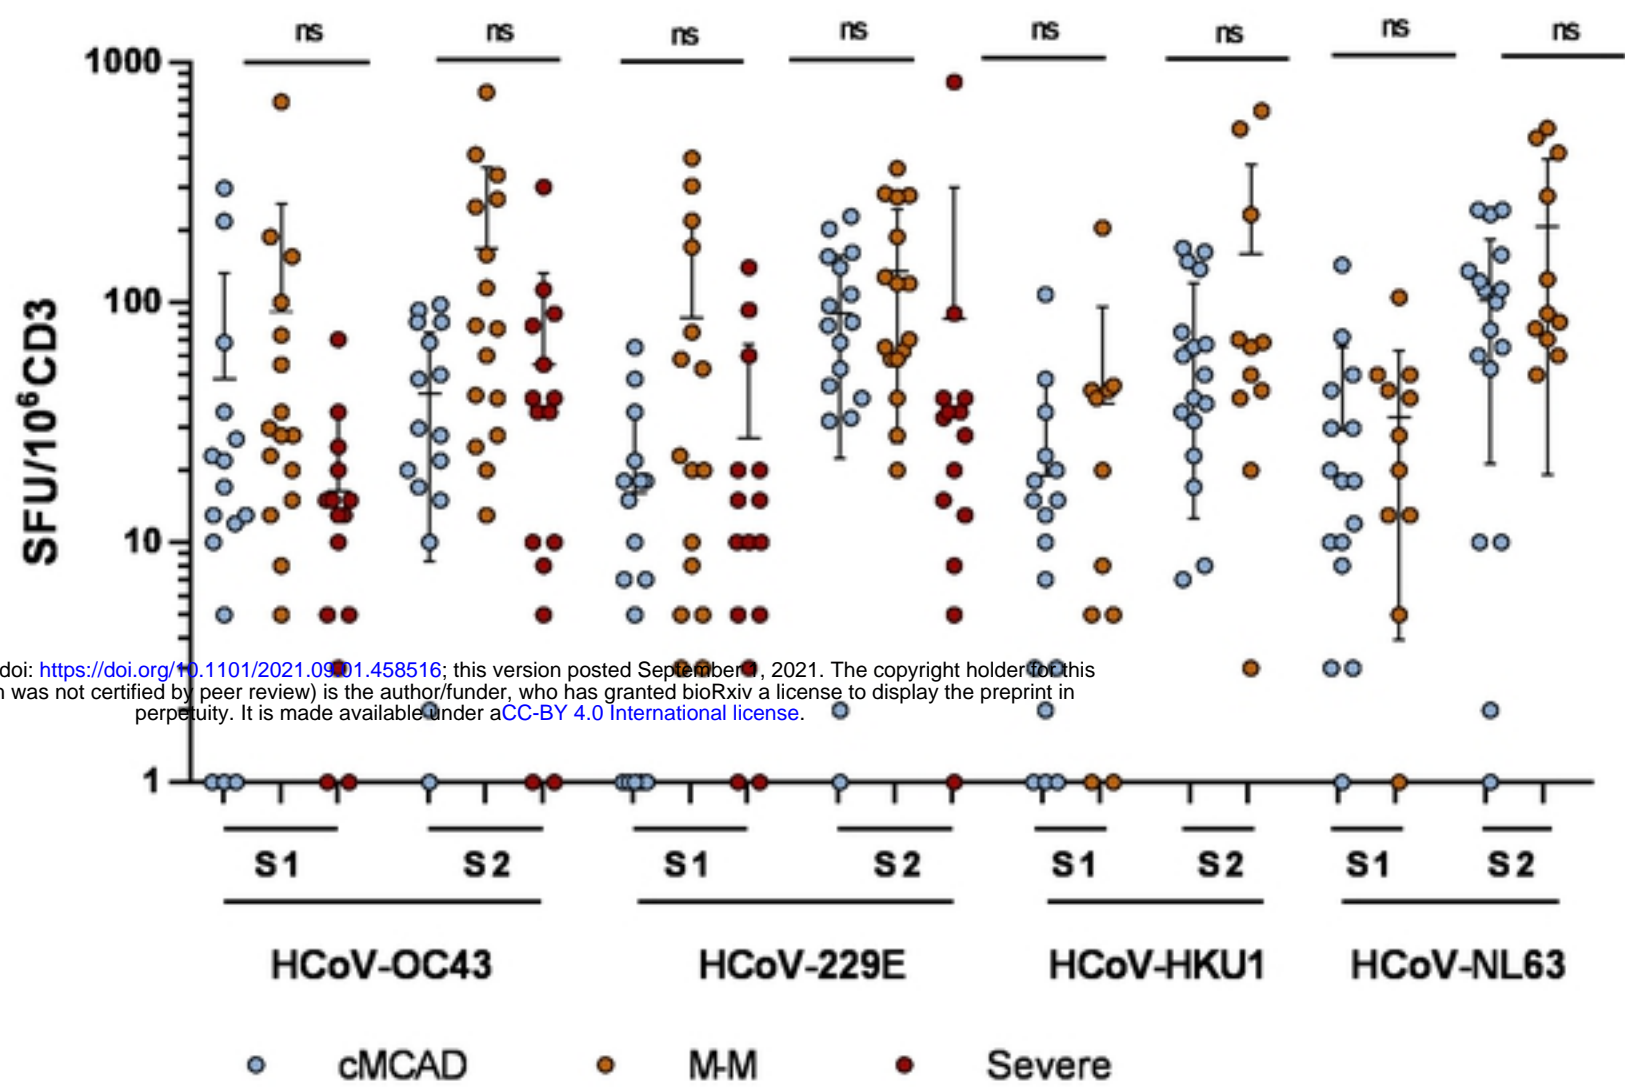 ns ns ns ns ns ns ns ns
1000
100
10
1
SFU/10⁶CD3
doi: https://doi.org/10.1101/2021.09.01.458516; this version posted September 1, 2021. The copyright holder for this
n was not certified by peer review) is the author/funder, who has granted bioRxiv a license to display the preprint in
perpetuity. It is made available under aCC-BY 4.0 International license.
S1 S2 S1 S2 S1 S2 S1 S2
HCoV-OC43 HCoV-229E HCoV-HKU1 HCoV-NL63
cMCAD M-M Severe